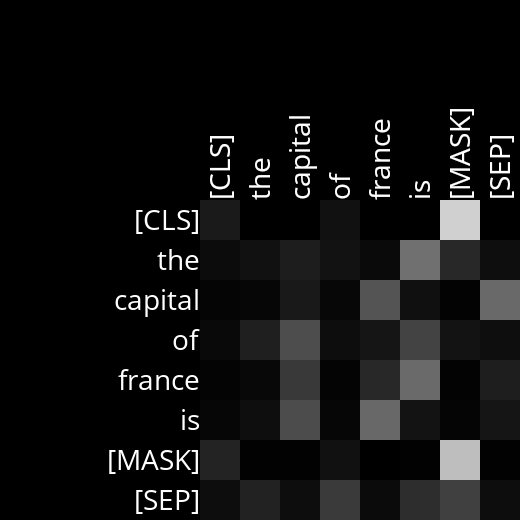 [CLS] the capital of france is [MASK] [SEP]
[CLS]
the
capital
of
france
is
[MASK]
[SEP]